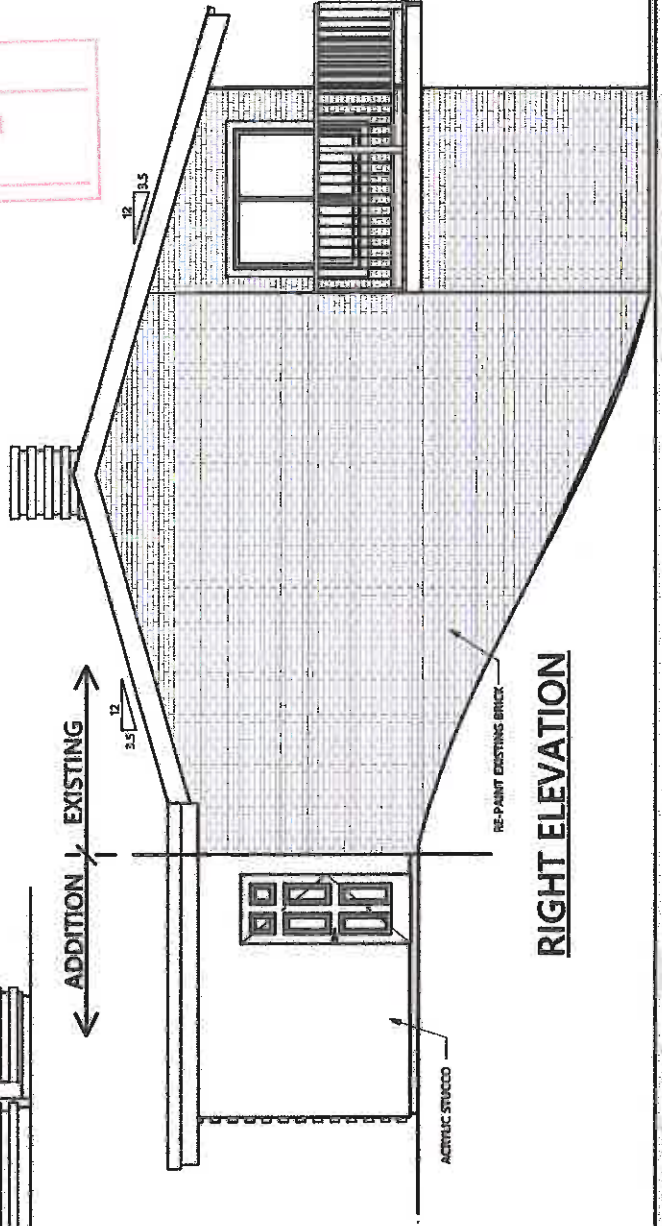 ADDITION
EXISTING
12
3.5
12
3.5
RE-PAINT EXISTING BRICK
ACRYLIC STUCCO
RIGHT ELEVATION